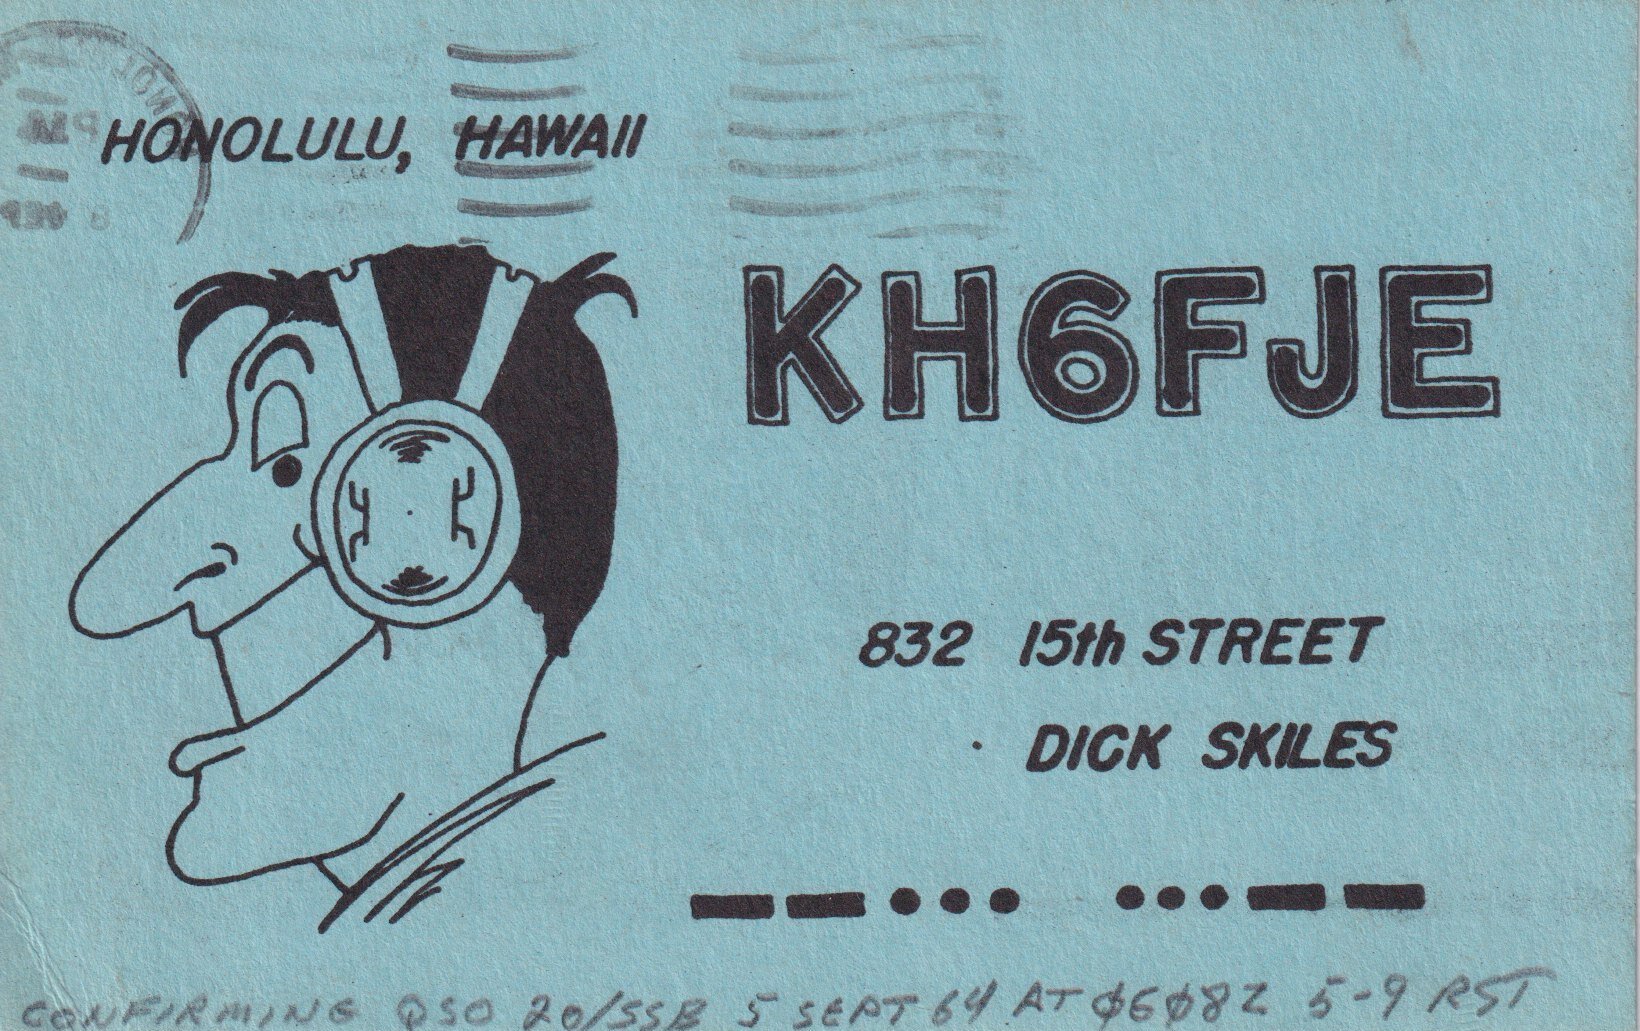 HONOLULU, HAWAII
KH6FJE
832 15th STREET
DICK SKILES
CONFIRMING QSO 20/SSB 5 SEPT 64 AT Ø6Ø8Z 5-9 RST